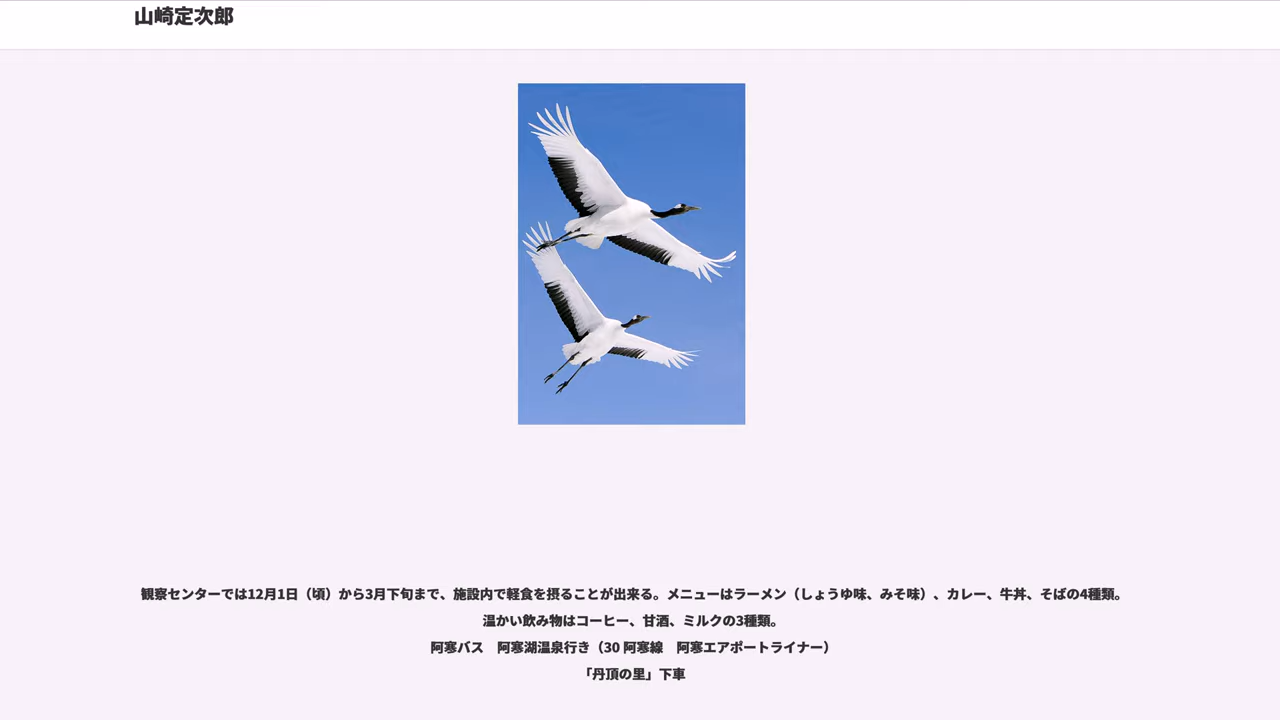 山崎定次郎
観察センターでは12月1日（頃）から3月下旬まで、施設内で軽食を摂ることが出来る。メニューはラーメン（しょうゆ味、みそ味）、カレー、牛丼、そばの4種類。
温かい飲み物はコーヒー、甘酒、ミルクの3種類。
阿寒バス　阿寒湖温泉行き（30 阿寒線　阿寒エアポートライナー）
「丹頂の里」下車